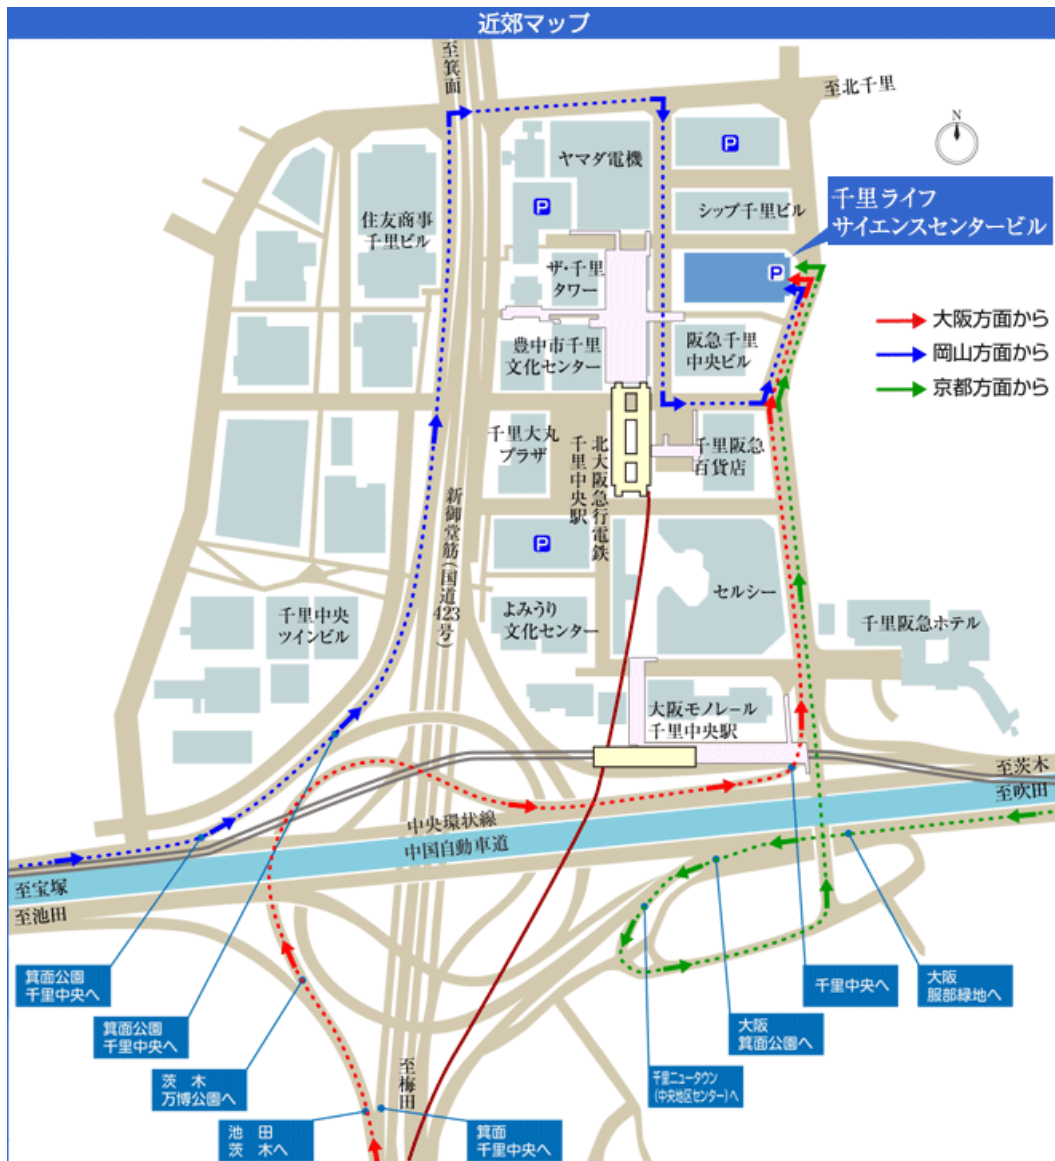 近郊マップ
至箕面
至北千里
N
ヤマダ電機
P
住友商事
千里ビル
P
シップ千里ビル
千里ライフ
サイエンスセンタービル
ザ・千里
タワー
P
豊中市千里
文化センター
阪急千里
中央ビル
大阪方面から
岡山方面から
京都方面から
千里大丸
プラザ
北大阪急行電鉄
千里中央駅
千里阪急
百貨店
新御堂筋(国道423号)
P
セルシー
千里中央
ツインビル
よみうり
文化センター
千里阪急ホテル
大阪モノレール
千里中央駅
至茨木
至吹田
中央環状線
中国自動車道
至宝塚
至池田
箕面公園
千里中央へ
千里中央へ
大阪
服部緑地へ
箕面公園
千里中央へ
大阪
箕面公園へ
茨木
万博公園へ
千里ニュータウン
(中央地区センター)へ
至梅田
池田
茨木へ
箕面
千里中央へ